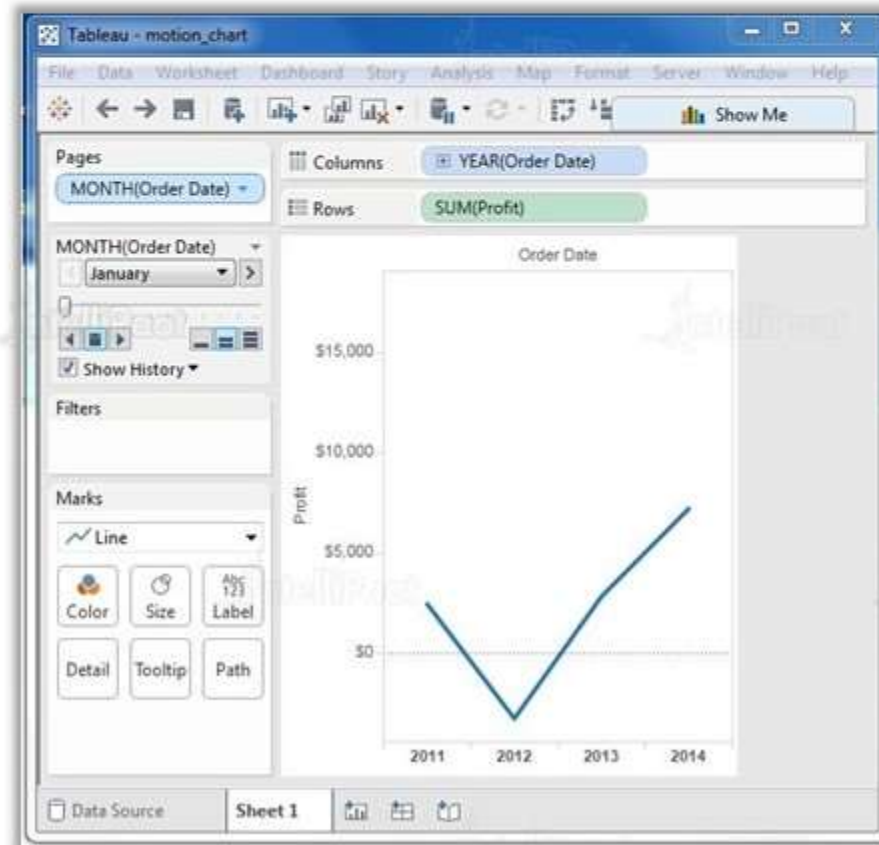 Tableau - motion_chart
File Data Worksheet Dashboard Story Analysis Map Format Server Window Help
Show Me
Pages
MONTH(Order Date)
Columns
YEAR(Order Date)
Rows
SUM(Profit)
MONTH(Order Date)
January
Show History
Filters
Marks
Line
Color
Size
Abc
123
Label
Detail
Tooltip
Path
Order Date
Profit
$15,000
$10,000
$5,000
$0
2011 2012 2013 2014
Data Source
Sheet 1